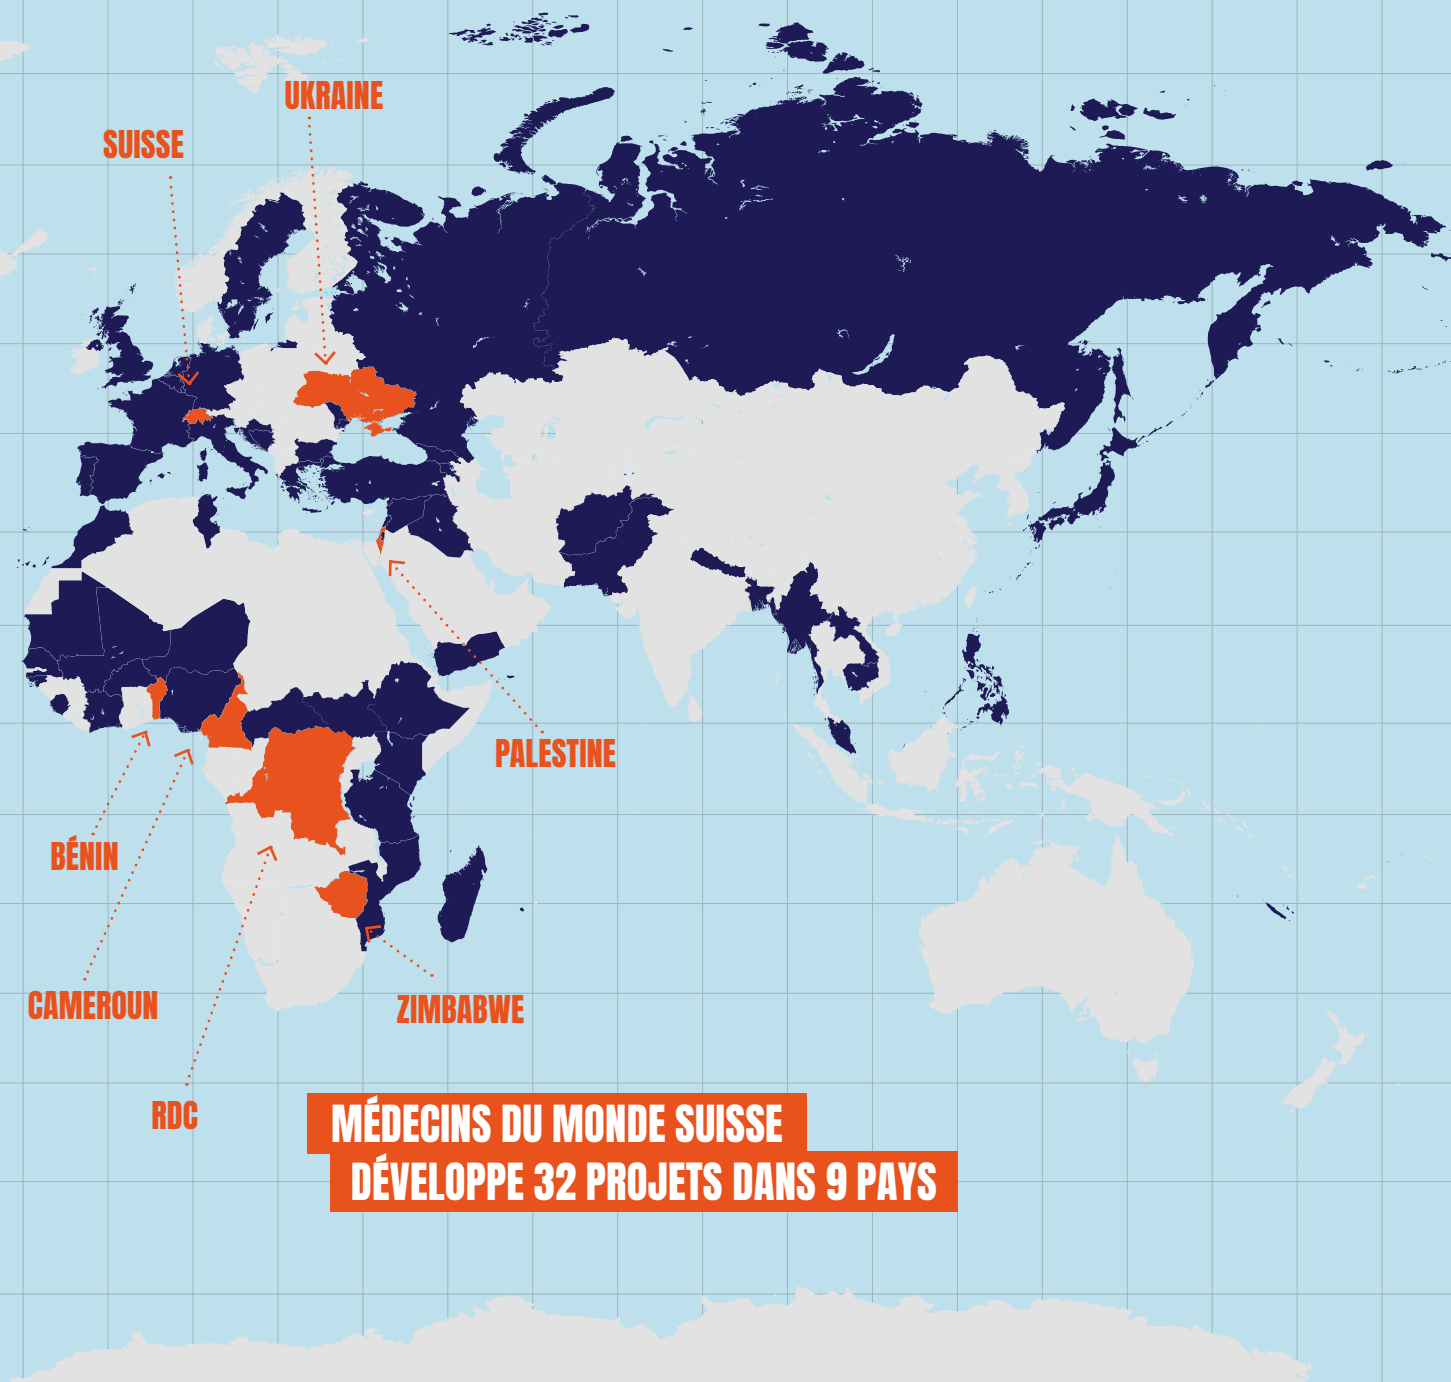 UKRAINE
SUISSE
PALESTINE
BÉNIN
CAMEROUN
ZIMBABWE
RDC
MÉDECINS DU MONDE SUISSE
DÉVELOPPE 32 PROJETS DANS 9 PAYS